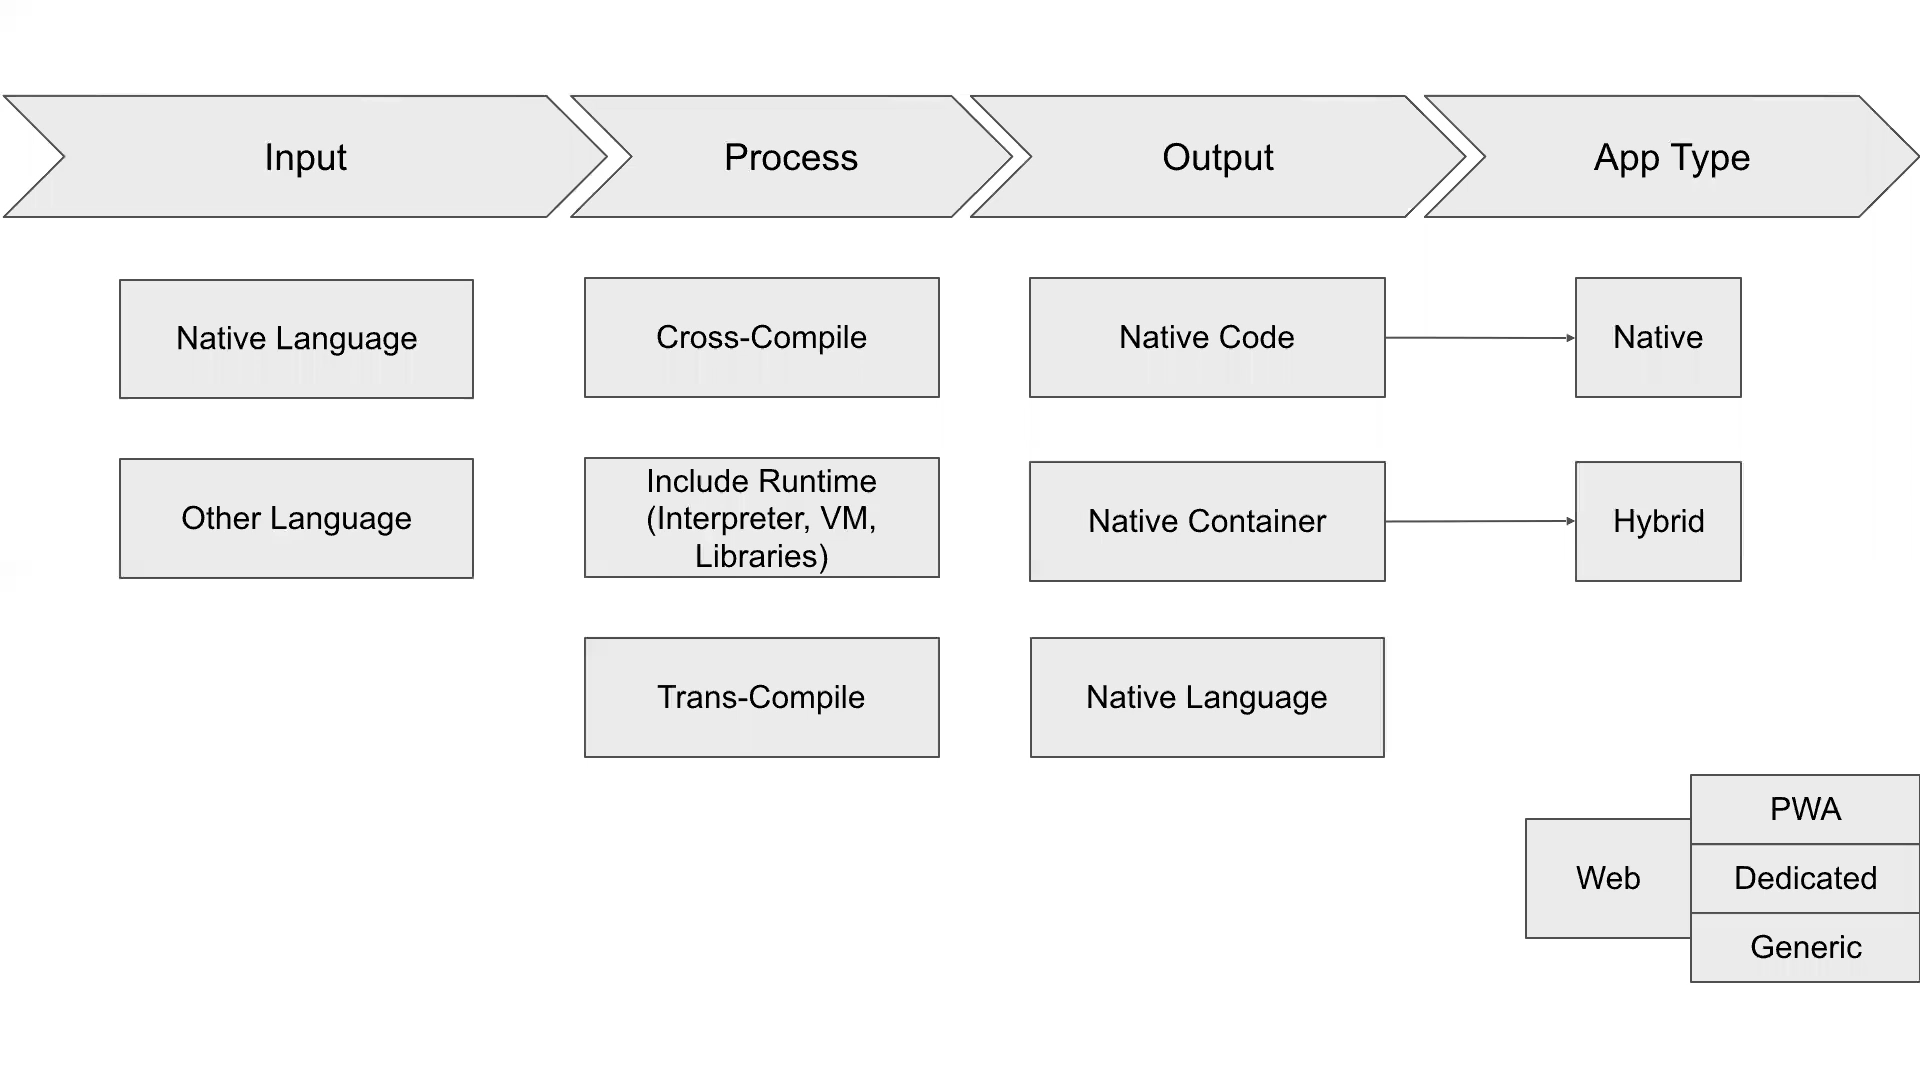 Input
Process
Output
App Type
Native Language
Cross-Compile
Native Code
Native
Other Language
Include Runtime
(Interpreter, VM,
Libraries)
Native Container
Hybrid
Trans-Compile
Native Language
Web
PWA
Dedicated
Generic